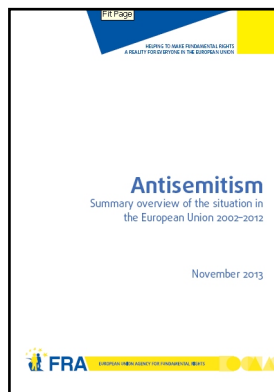 Fit Page
HELPING TO MAKE FUNDAMENTAL RIGHTS
A REALITY FOR EVERYONE IN THE EUROPEAN UNION
Antisemitism
Summary overview of the situation in
the European Union 2002–2012
November 2013
FRA
EUROPEAN UNION AGENCY FOR FUNDAMENTAL RIGHTS